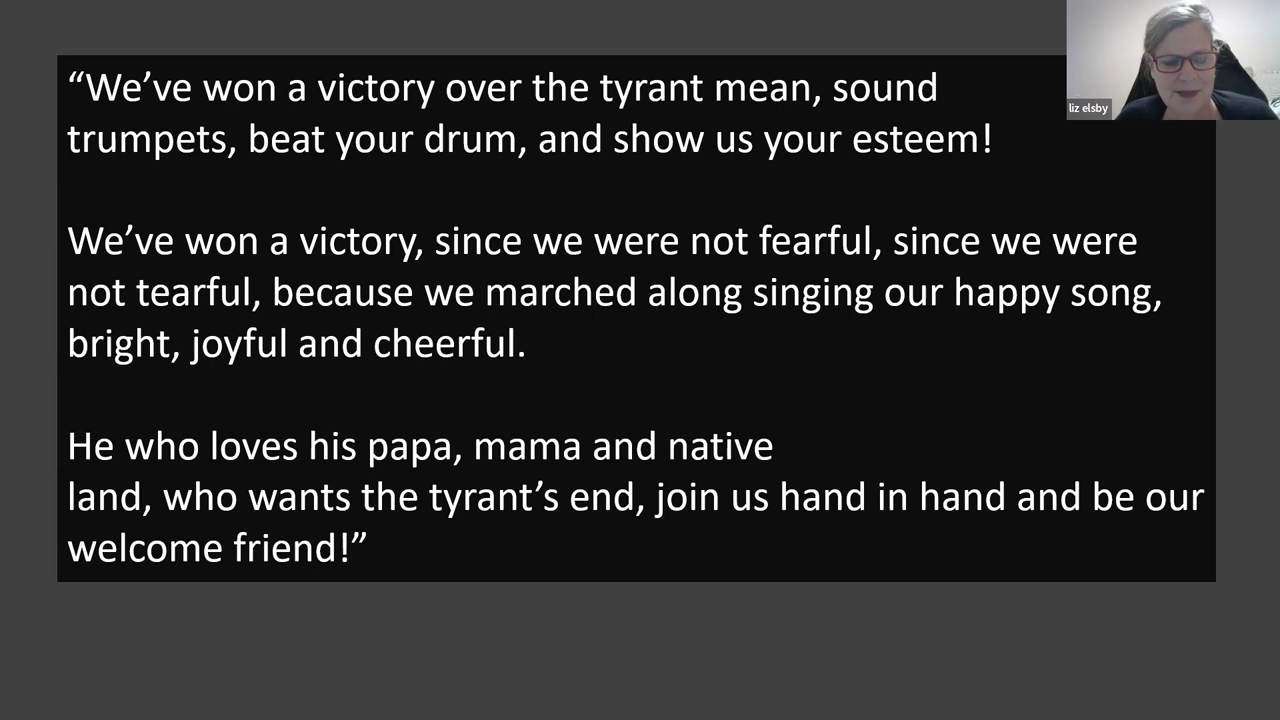 “We’ve won a victory over the tyrant mean, sound
trumpets, beat your drum, and show us your esteem!
We’ve won a victory, since we were not fearful, since we were
not tearful, because we marched along singing our happy song,
bright, joyful and cheerful.
He who loves his papa, mama and native
land, who wants the tyrant’s end, join us hand in hand and be our
welcome friend!”
liz elsby